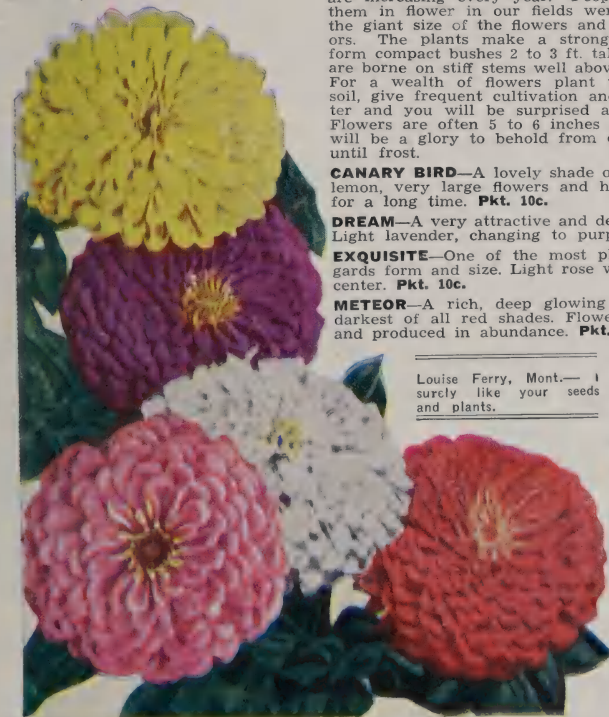 them in flower in our fields wer
the giant size of the flowers and
ors. The plants make a strong
form compact bushes 2 to 3 ft. tal
are borne on stiff stems well abov
For a wealth of flowers plant
soil, give frequent cultivation an
ter and you will be surprised a
Flowers are often 5 to 6 inches
will be a glory to behold from
until frost.
CANARY BIRD—A lovely shade o
lemon, very large flowers and h
for a long time. Pkt. 10c.
DREAM—A very attractive and de
Light lavender, changing to purp
EXQUISITE—One of the most p
gards form and size. Light rose
center. Pkt. 10c.
METEOR—A rich, deep glowing
darkest of all red shades. Flowe
and produced in abundance. Pkt.
Louise Ferry, Mont.— I
surely like your seeds
and plants.